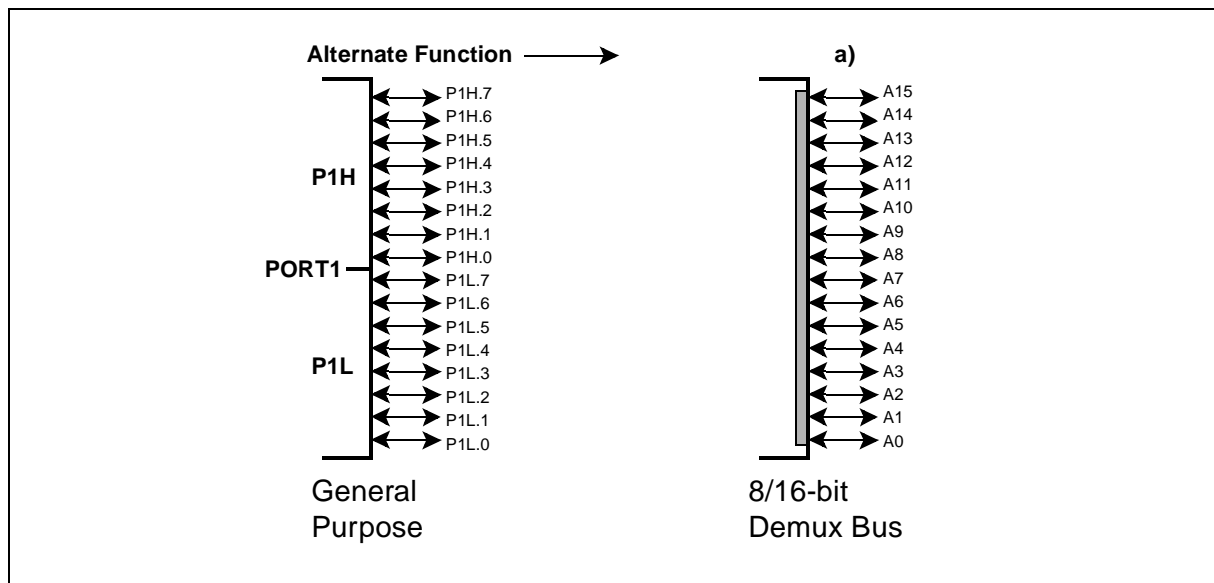 Alternate Function
a)
P1H
PORT1
P1L
P1H.7
P1H.6
P1H.5
P1H.4
P1H.3
P1H.2
P1H.1
P1H.0
P1L.7
P1L.6
P1L.5
P1L.4
P1L.3
P1L.2
P1L.1
P1L.0
General
Purpose
A15
A14
A13
A12
A11
A10
A9
A8
A7
A6
A5
A4
A3
A2
A1
A0
8/16-bit
Demux Bus